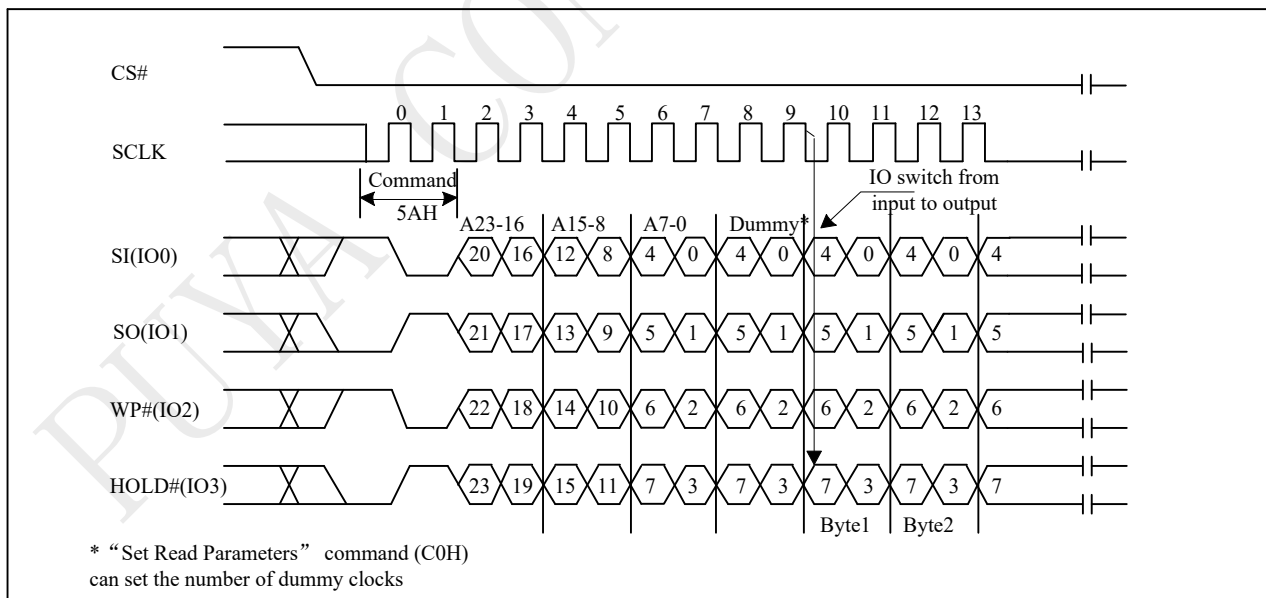 PUYA CON
CS#
0 1 2 3 4 5 6 7 8 9 10 11 12 13
SCLK
Command
5AH
IO switch from
input to output
A23-16 A15-8 A7-0 Dummy*
SI(IO0) 20 16 12 8 4 0 4 0 4 0 4 0 4
SO(IO1) 21 17 13 9 5 1 5 1 5 1 5 1 5
WP#(IO2) 22 18 14 10 6 2 6 2 6 2 6 2 6
HOLD#(IO3) 23 19 15 11 7 3 7 3 7 3 7 3 7
Byte1 Byte2
* “Set Read Parameters” command (C0H)
can set the number of dummy clocks